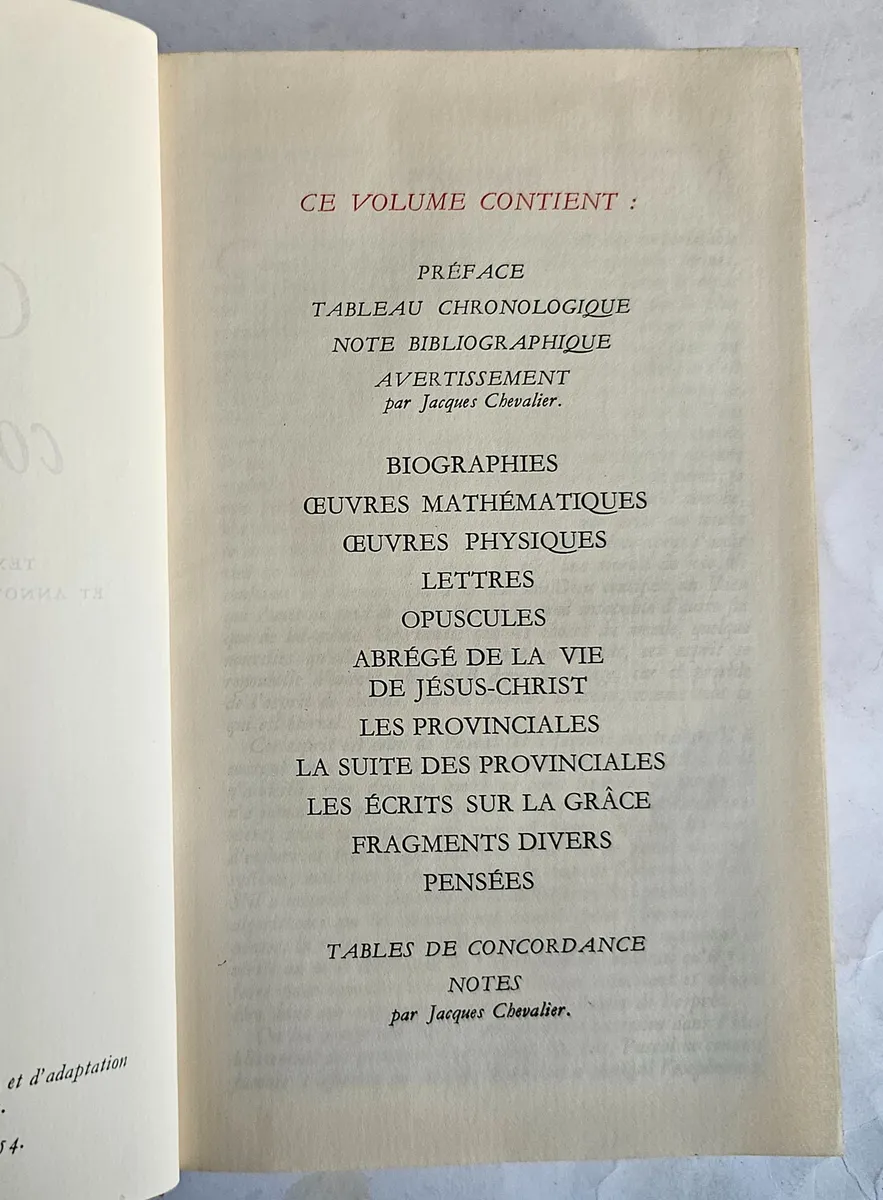 CE VOLUME CONTIENT :
PRÉFACE
TABLEAU CHRONOLOGIQUE
NOTE BIBLIOGRAPHIQUE
AVERTISSEMENT
par Jacques Chevalier.
BIOGRAPHIES
ŒUVRES MATHÉMATIQUES
ŒUVRES PHYSIQUES
LETTRES
OPUSCULES
ABRÉGÉ DE LA VIE
DE JÉSUS-CHRIST
LES PROVINCIALES
LA SUITE DES PROVINCIALES
LES ÉCRITS SUR LA GRÂCE
FRAGMENTS DIVERS
PENSÉES
TABLES DE CONCORDANCE
NOTES
par Jacques Chevalier.
et d'adaptation
54.